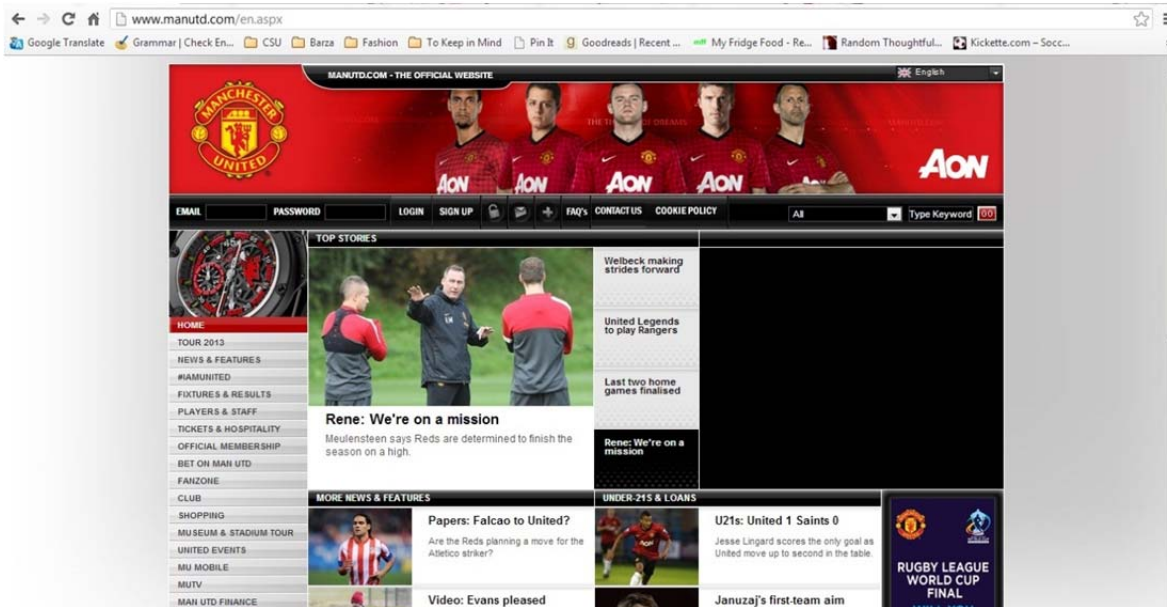 www.manutd.com/en.aspx
Google Translate Grammar | Check En... CSU Barza Fashion To Keep in Mind Pin It Goodreads | Recent ... My Fridge Food - Re... Random Thoughtful... Kickette.com – Socc...
MANUTD.COM - THE OFFICIAL WEBSITE
English
MANCHESTER
UNITED
AON AON AON AON
AON
EMAIL PASSWORD LOGIN SIGN UP FAQ's CONTACT US COOKIE POLICY All Type Keyword GO
HOME
TOUR 2013
NEWS & FEATURES
#IAMUNITED
FIXTURES & RESULTS
PLAYERS & STAFF
TICKETS & HOSPITALITY
OFFICIAL MEMBERSHIP
BET ON MAN UTD
FANZONE
CLUB
SHOPPING
MUSEUM & STADIUM TOUR
UNITED EVENTS
MU MOBILE
MUTV
MAN UTD FINANCE
TOP STORIES
Rene: We're on a mission
Meulensteen says Reds are determined to finish the
season on a high.
Welbeck making
strides forward
United Legends
to play Rangers
Last two home
games finalised
Rene: We're on a
mission
MORE NEWS & FEATURES
Papers: Falcao to United?
Are the Reds planning a move for the
Atletico striker?
Video: Evans pleased
UNDER-21S & LOANS
U21s: United 1 Saints 0
Jesse Lingard scores the only goal as
United move up to second in the table.
Januzaj's first-team aim
RUGBY LEAGUE
WORLD CUP
FINAL